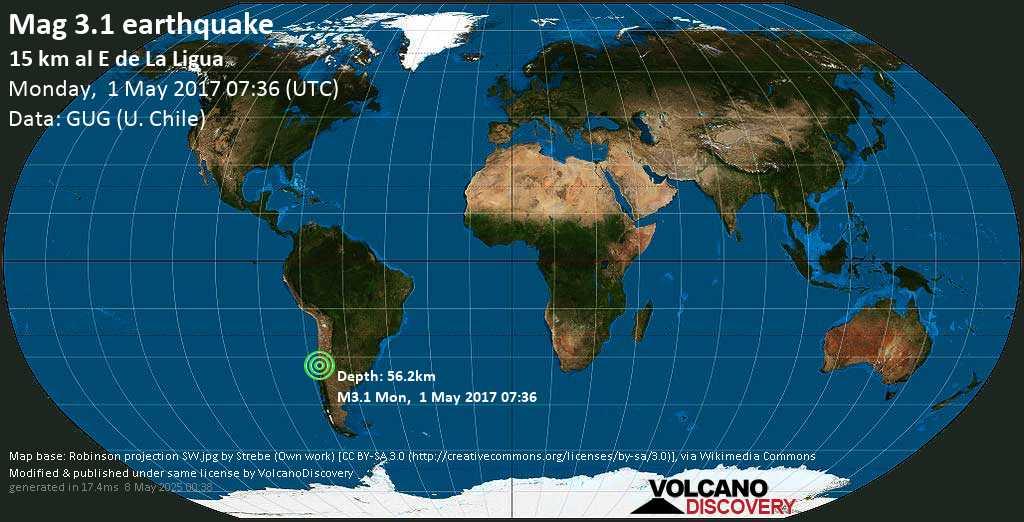 Mag 3.1 earthquake
15 km al E de La Ligua
Monday, 1 May 2017 07:36 (UTC)
Data: GUG (U. Chile)
Depth: 56.2km
M3.1 Mon, 1 May 2017 07:36
Map base: Robinson projection SW.jpg by Strebe (Own work) [CC BY-SA 3.0 (http://creativecommons.org/licenses/by-sa/3.0)], via Wikimedia Commons
Modified & published under same license by VolcanoDiscovery
generated in 17.4ms 8 May 2025 00:38
VOLCANO
DISCOVERY